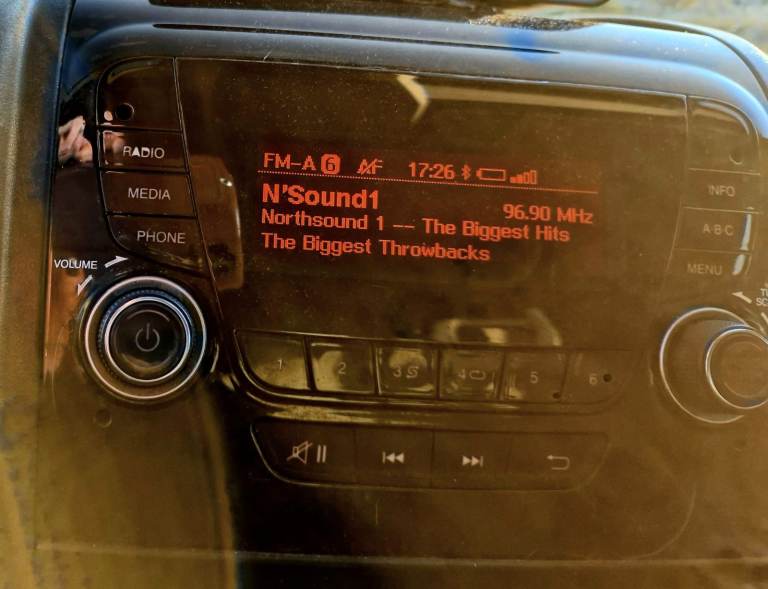 RADIO
MEDIA
PHONE
VOLUME
FM-A 6 AF 17:26
N'Sound1
96.90 MHz
Northsound 1 -- The Biggest Hits
The Biggest Throwbacks
INFO
A·B·C
MENU
1 2 3 4 5 6